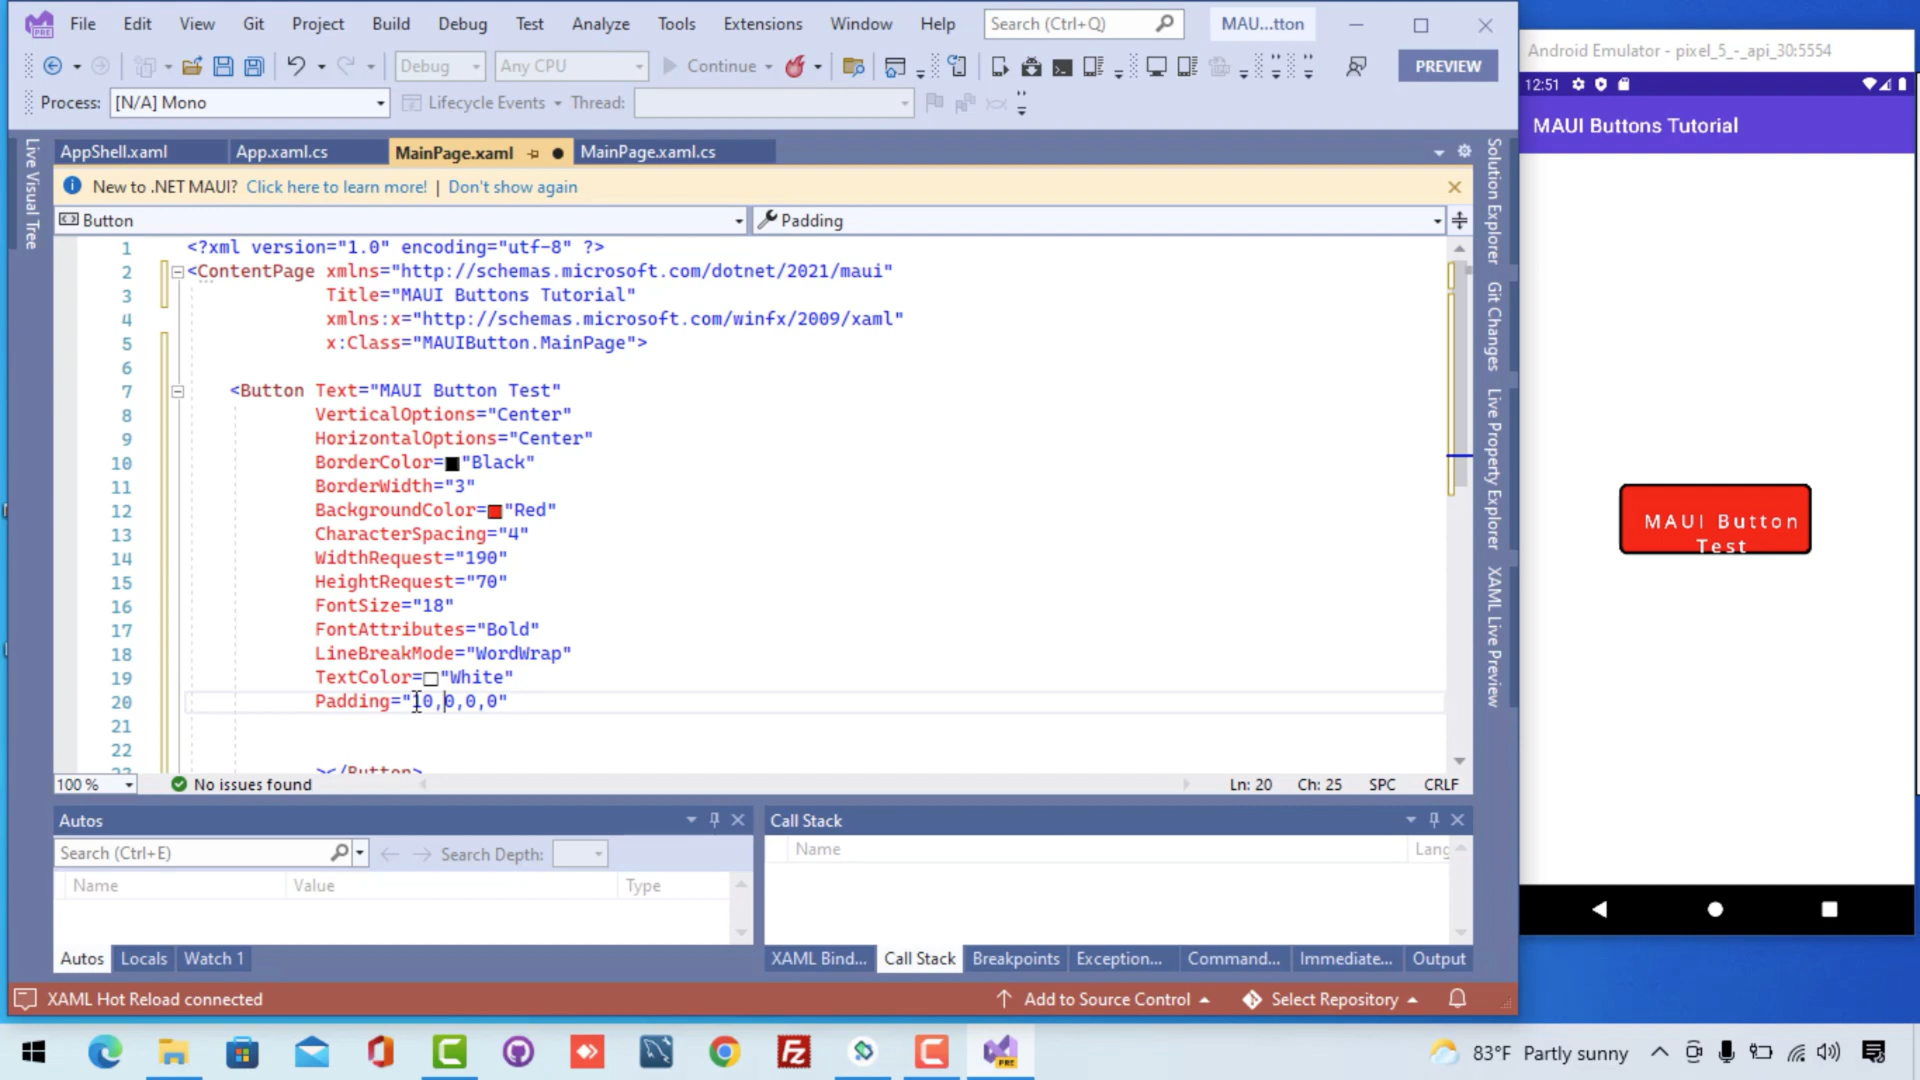 File Edit View Git Project Build Debug Test Analyze Tools Extensions Window Help Search (Ctrl+Q) MAU...tton
Debug Any CPU Continue PREVIEW
Process: [N/A] Mono Lifecycle Events Thread:
AppShell.xaml App.xaml.cs MainPage.xaml MainPage.xaml.cs
New to .NET MAUI? Click here to learn more! | Don't show again
Button Padding
1 <?xml version="1.0" encoding="utf-8" ?>
2 <ContentPage xmlns="http://schemas.microsoft.com/dotnet/2021/maui"
3 Title="MAUI Buttons Tutorial"
4 xmlns:x="http://schemas.microsoft.com/winfx/2009/xaml"
5 x:Class="MAUIButton.MainPage">
6
7 <Button Text="MAUI Button Test"
8 VerticalOptions="Center"
9 HorizontalOptions="Center"
10 BorderColor="Black"
11 BorderWidth="3"
12 BackgroundColor="Red"
13 CharacterSpacing="4"
14 WidthRequest="190"
15 HeightRequest="70"
16 FontSize="18"
17 FontAttributes="Bold"
18 LineBreakMode="WordWrap"
19 TextColor="White"
20 Padding="10,0,0,0"
21
22
23 ></Button>
100 % No issues found Ln: 20 Ch: 25 SPC CRLF
Autos
Search (Ctrl+E) Search Depth:
Name Value Type
Autos Locals Watch 1
Call Stack
Name Lang
XAML Bind... Call Stack Breakpoints Exception... Command... Immediate... Output
XAML Hot Reload connected Add to Source Control Select Repository
Live Visual Tree
Solution Explorer
Git Changes
Live Property Explorer
XAML Live Preview
Android Emulator - pixel_5_-_api_30:5554
12:51
MAUI Buttons Tutorial
MAUI Button
Test
PRE
83°F Partly sunny